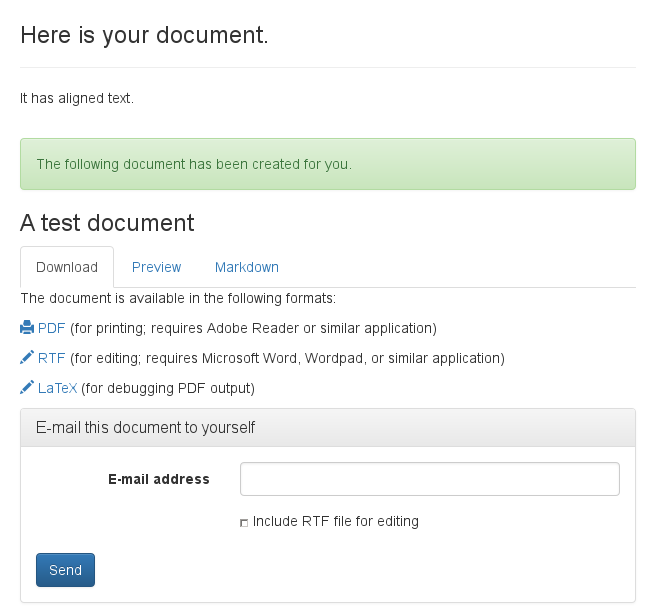 Here is your document.
It has aligned text.
The following document has been created for you.
A test document
Download Preview Markdown
The document is available in the following formats:
PDF (for printing; requires Adobe Reader or similar application)
RTF (for editing; requires Microsoft Word, Wordpad, or similar application)
LaTeX (for debugging PDF output)
E-mail this document to yourself
E-mail address
Include RTF file for editing
Send